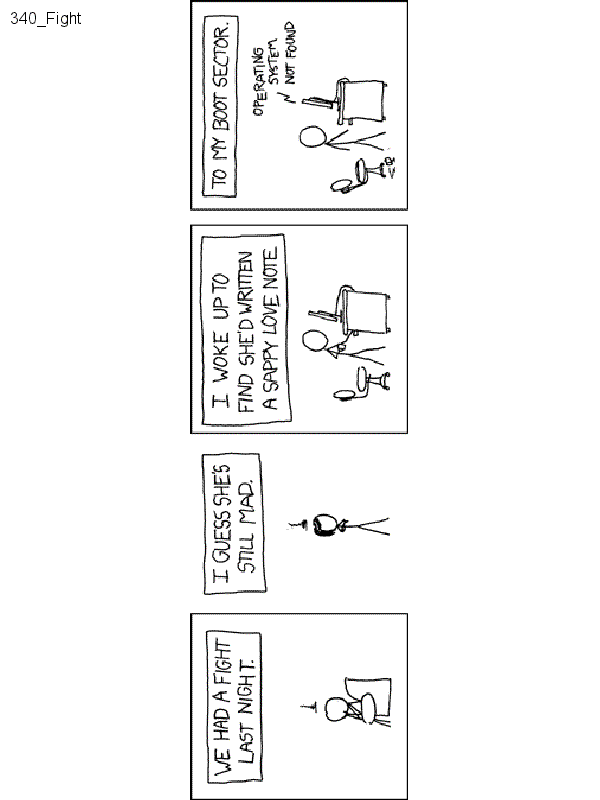 340_Fight
WE HAD A FIGHT
LAST NIGHT.
I GUESS SHE'S
STILL MAD.
I WOKE UP TO
FIND SHE'D WRITTEN
A SAPPY LOVE NOTE
TO MY BOOT SECTOR.
OPERATING
SYSTEM
NOT FOUND